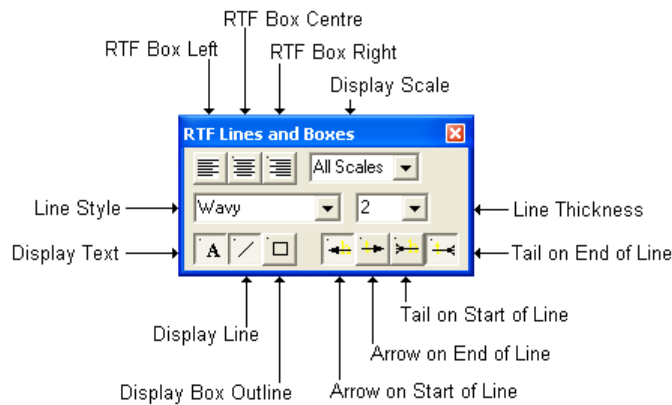 RTF Box Centre
RTF Box Left
RTF Box Right
Display Scale
RTF Lines and Boxes
All Scales
Line Style
Wavy
2
Line Thickness
Display Text
A
Tail on End of Line
Display Line
Tail on Start of Line
Arrow on End of Line
Display Box Outline
Arrow on Start of Line